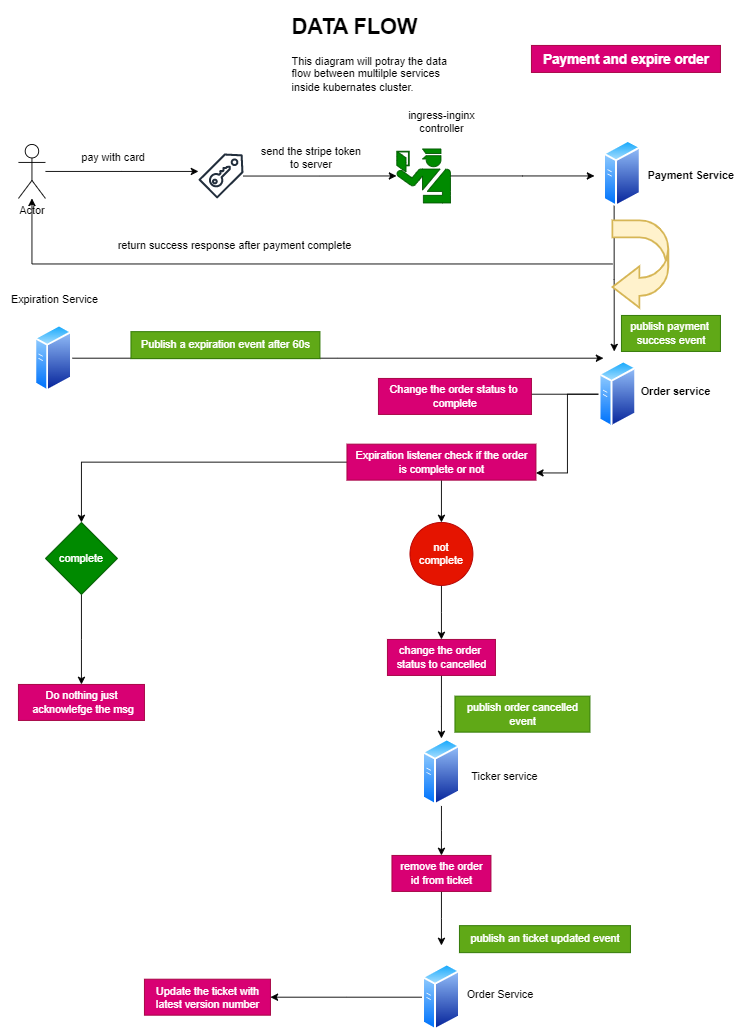 DATA FLOW
This diagram will potray the data
flow between multilple services
inside kubernates cluster.
Payment and expire order
ingress-inginx
controller
pay with card
send the stripe token
to server
Payment Service
Actor
return success response after payment complete
Expiration Service
publish payment
success event
Publish a expiration event after 60s
Order service
Change the order status to
complete
Expiration listener check if the order
is complete or not
complete
not
complete
change the order
status to cancelled
Do nothing just
acknowlefge the msg
publish order cancelled
event
Ticker service
remove the order
id from ticket
publish an ticket updated event
Order Service
Update the ticket with
latest version number